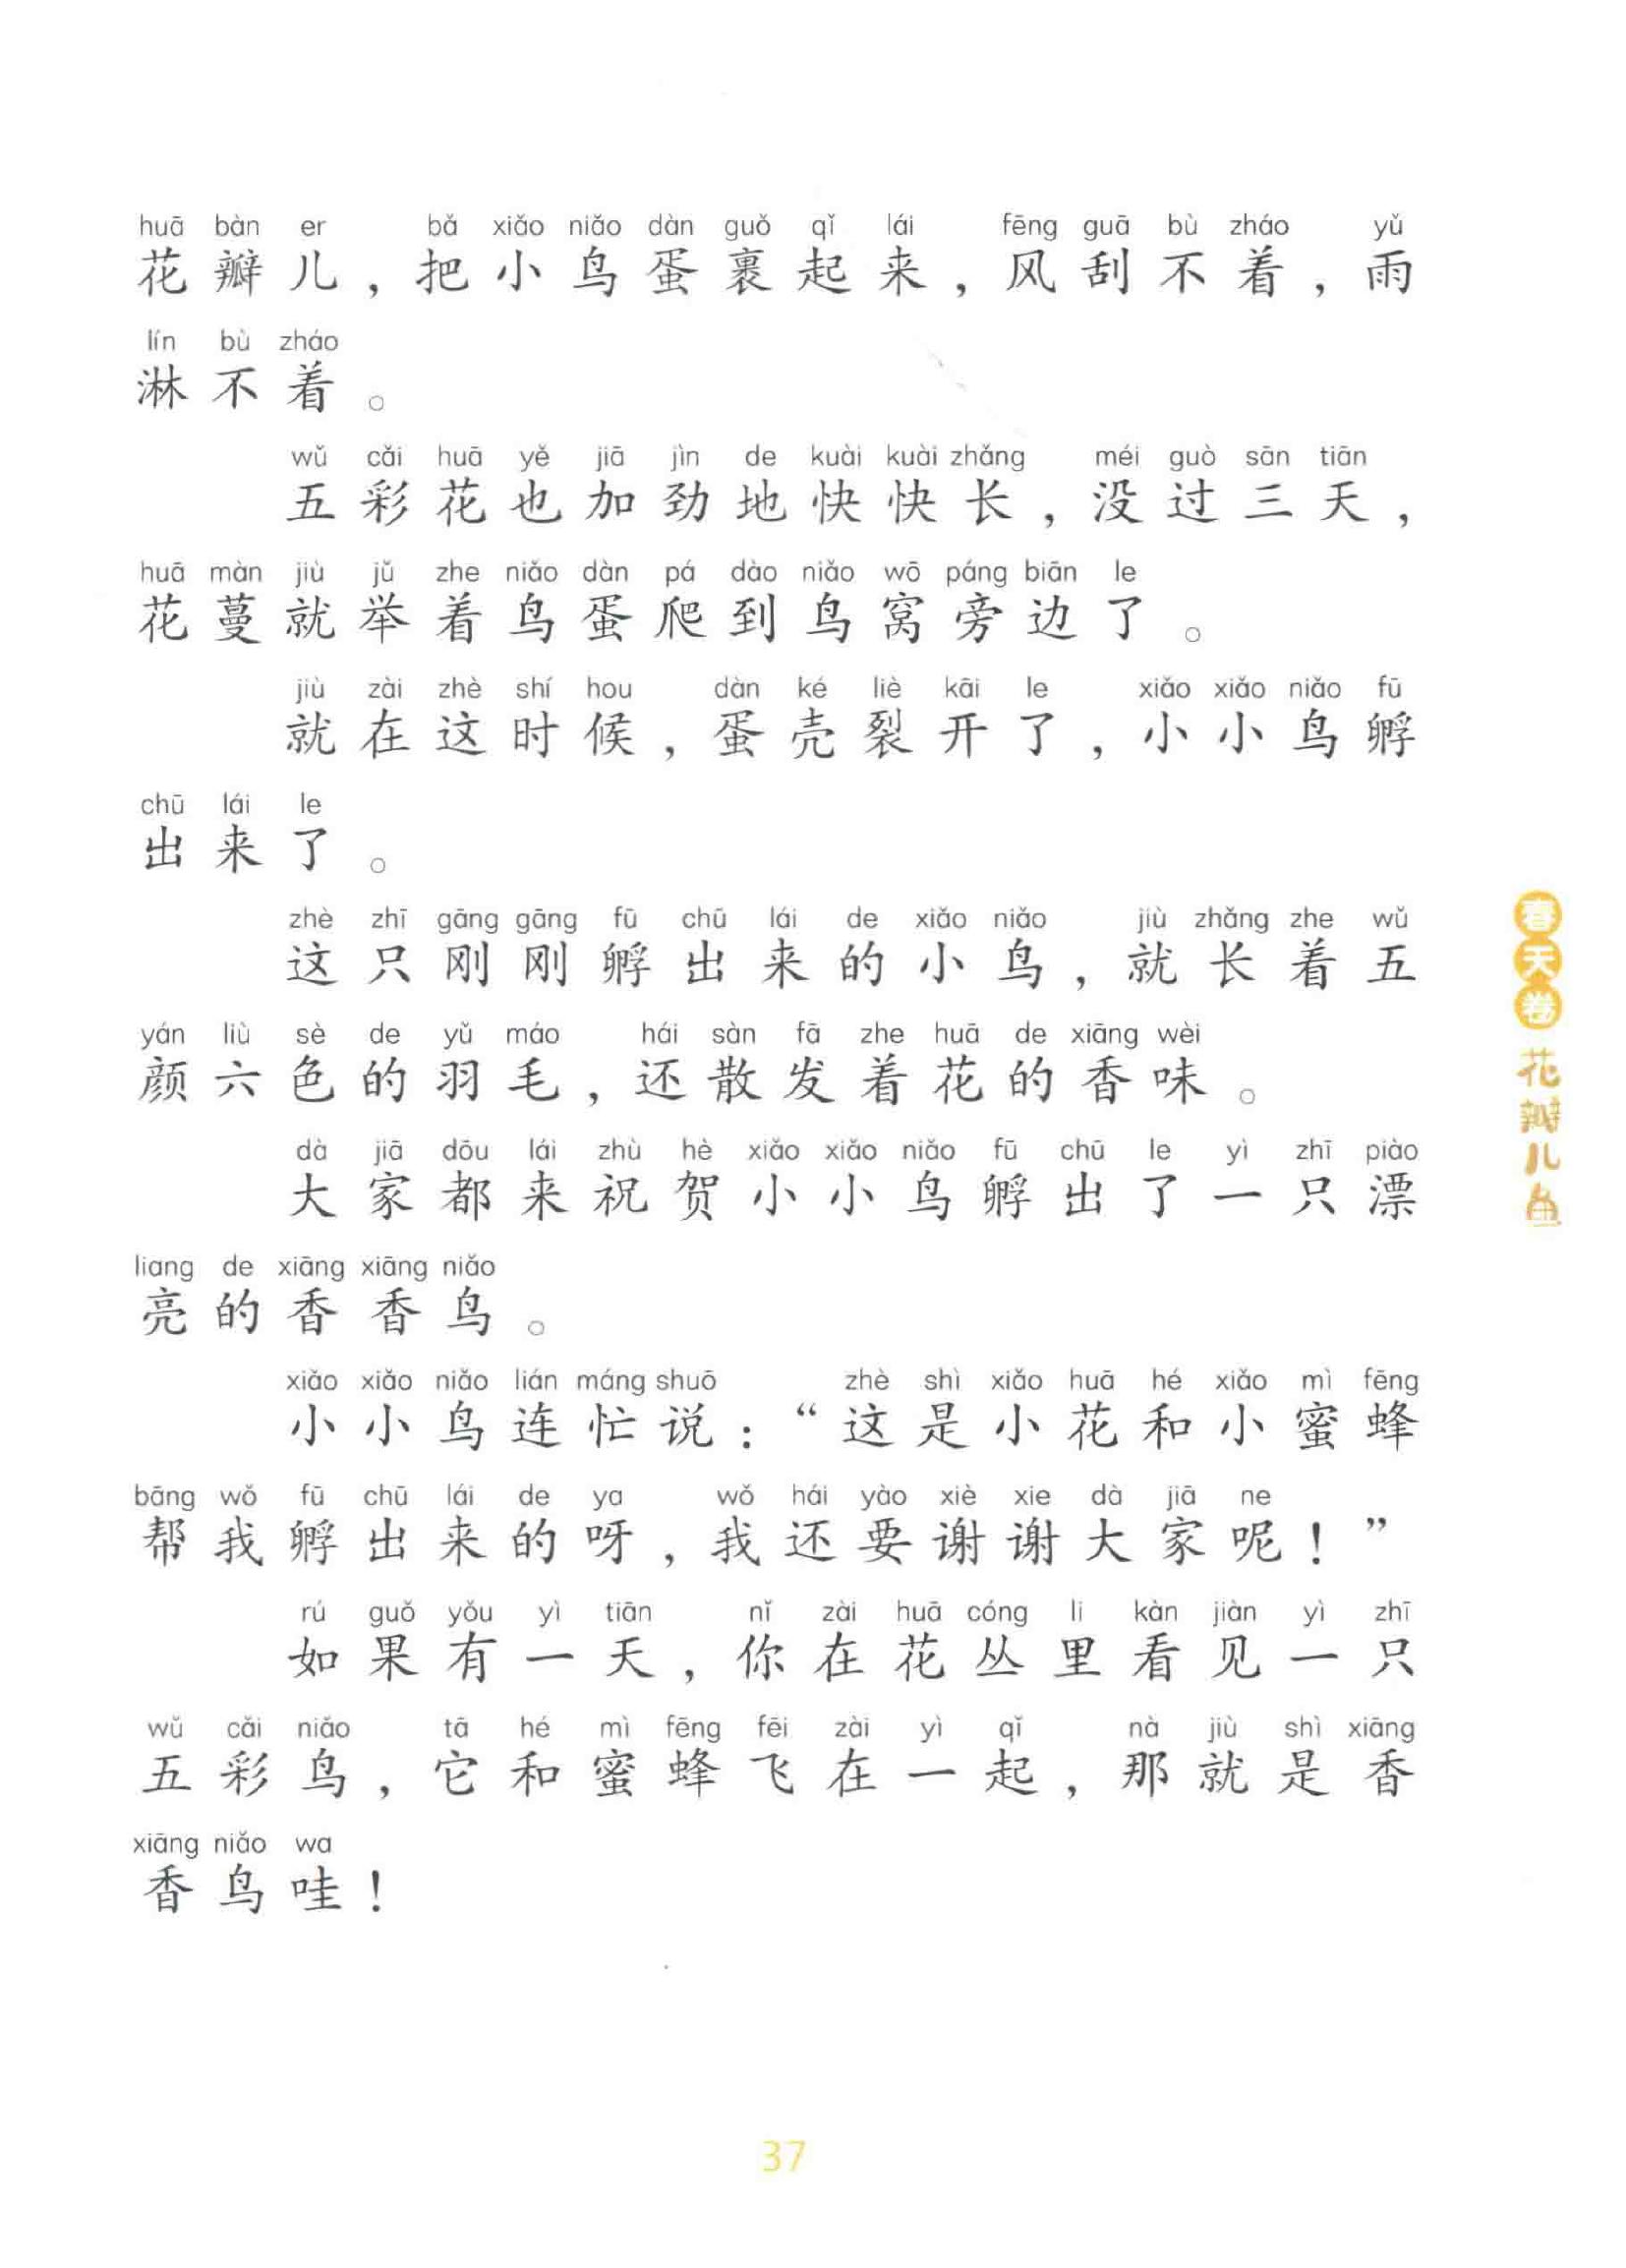 huā bàn er bǎ xiǎo niǎo dàn guǒ qǐ lái fēng guā bù zháo yǔ
花瓣儿，把小鸟蛋裹起来，风刮不着，雨
lín bù zháo
淋不着。
wǔ cǎi huā yě jiā jìn de kuài kuài zhǎng méi guò sān tiān
五彩花也加劲地快快长，没过三天，
huā màn jiù jǔ zhe niǎo dàn pá dào niǎo wō páng biān le
花蔓就举着鸟蛋爬到鸟窝旁边了。
jiù zài zhè shí hou dàn ké liè kāi le xiǎo xiǎo niǎo fū
就在这时候，蛋壳裂开了，小小鸟孵
chū lái le
出来了。
zhè zhī gāng gāng fū chū lái de xiǎo niǎo jiù zhǎng zhe wǔ
这只刚刚孵出来的小鸟，就长着五
yán liù sè de yǔ máo hái sàn fā zhe huā de xiāng wèi
颜六色的羽毛，还散发着花的香味。
dà jiā dōu lái zhù hè xiǎo xiǎo niǎo fū chū le yì zhī piào
大家都来祝贺小小鸟孵出了一只漂
liang de xiāng xiāng niǎo
亮的香香鸟。
xiǎo xiǎo niǎo lián máng shuō zhè shì xiǎo huā hé xiǎo mì fēng
小小鸟连忙说：“这是小花和小蜜蜂
bāng wǒ fū chū lái de ya wǒ hái yào xiè xie dà jiā ne
帮我孵出来的呀，我还要谢谢大家呢！”
rú guǒ yǒu yì tiān nǐ zài huā cóng li kàn jiàn yì zhī
如果有一天，你在花丛里看见一只
wǔ cǎi niǎo tā hé mì fēng fēi zài yì qǐ nà jiù shì xiāng
五彩鸟，它和蜜蜂飞在一起，那就是香
xiāng niǎo wa
香鸟哇！
春天卷 花瓣儿鱼
37